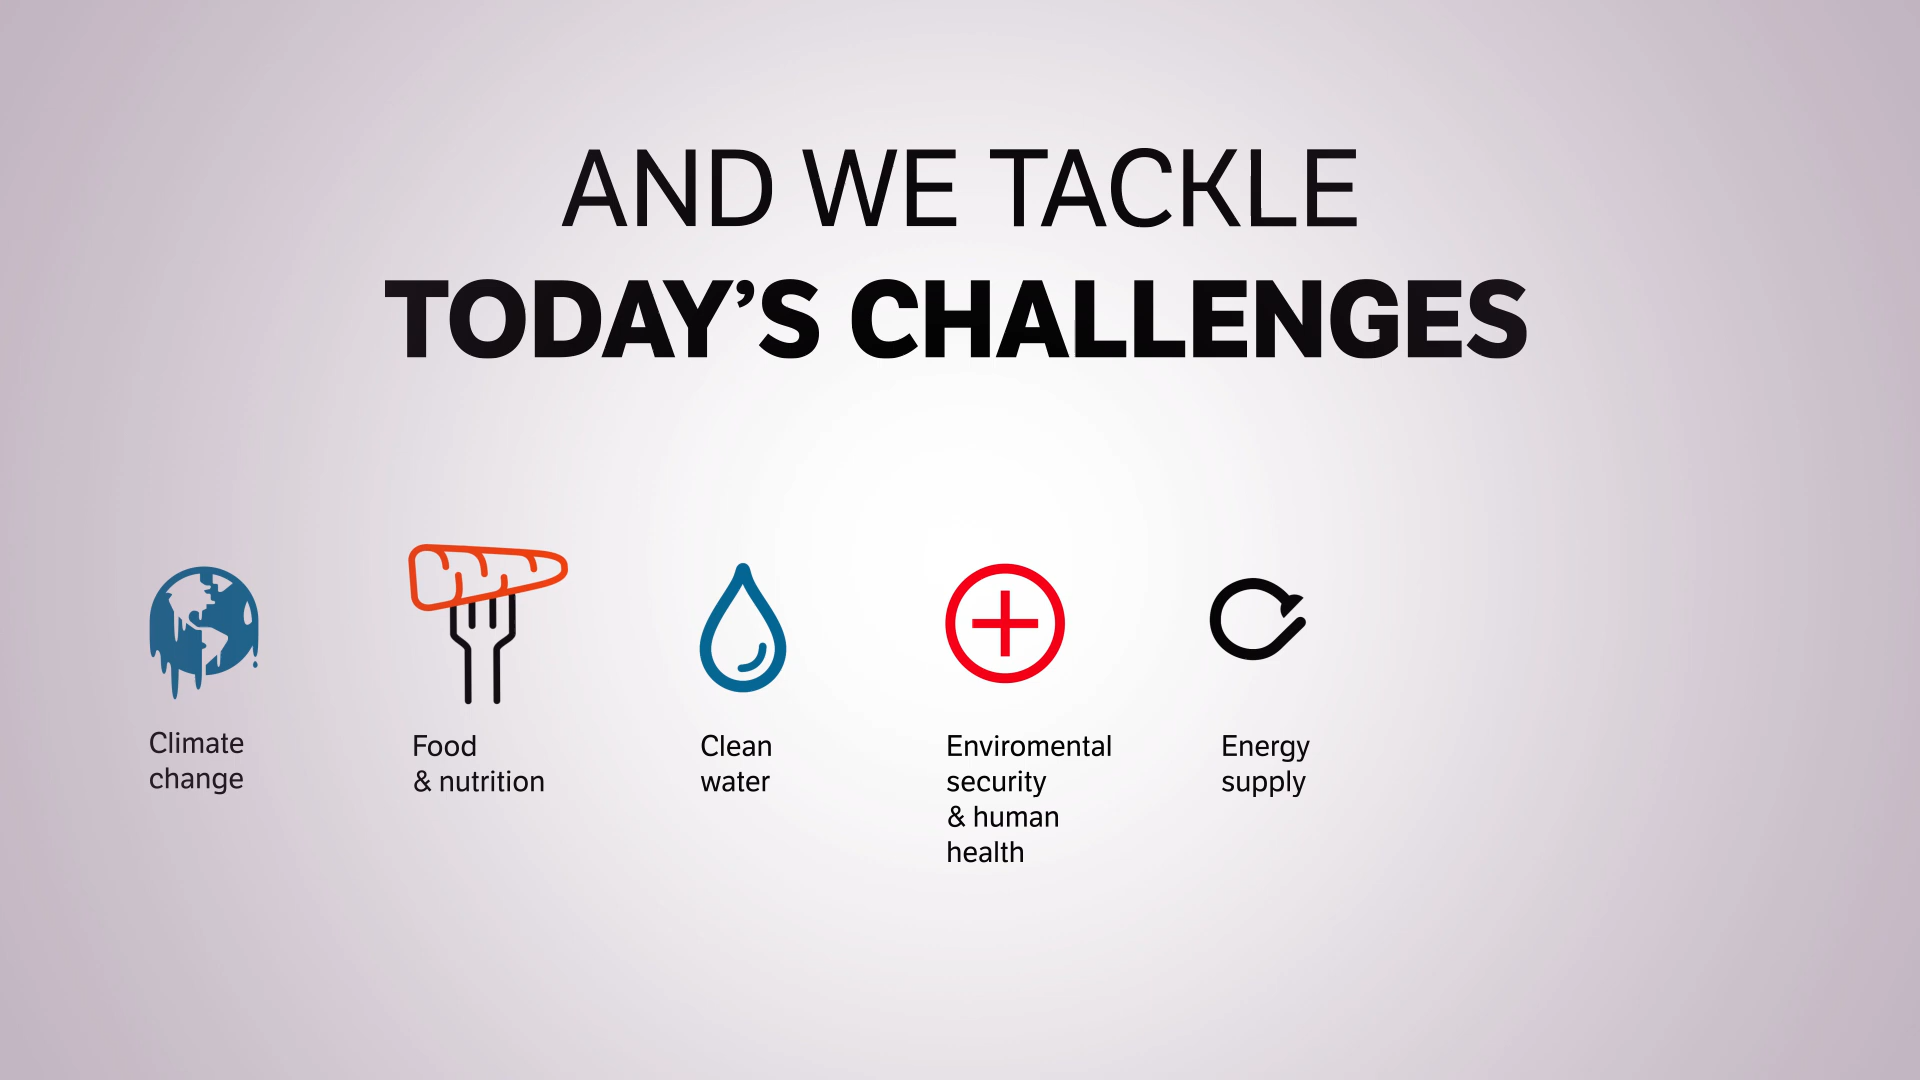 AND WE TACKLE
TODAY’S CHALLENGES
Climate
change
Food
& nutrition
Clean
water
Enviromental
security
& human
health
Energy
supply